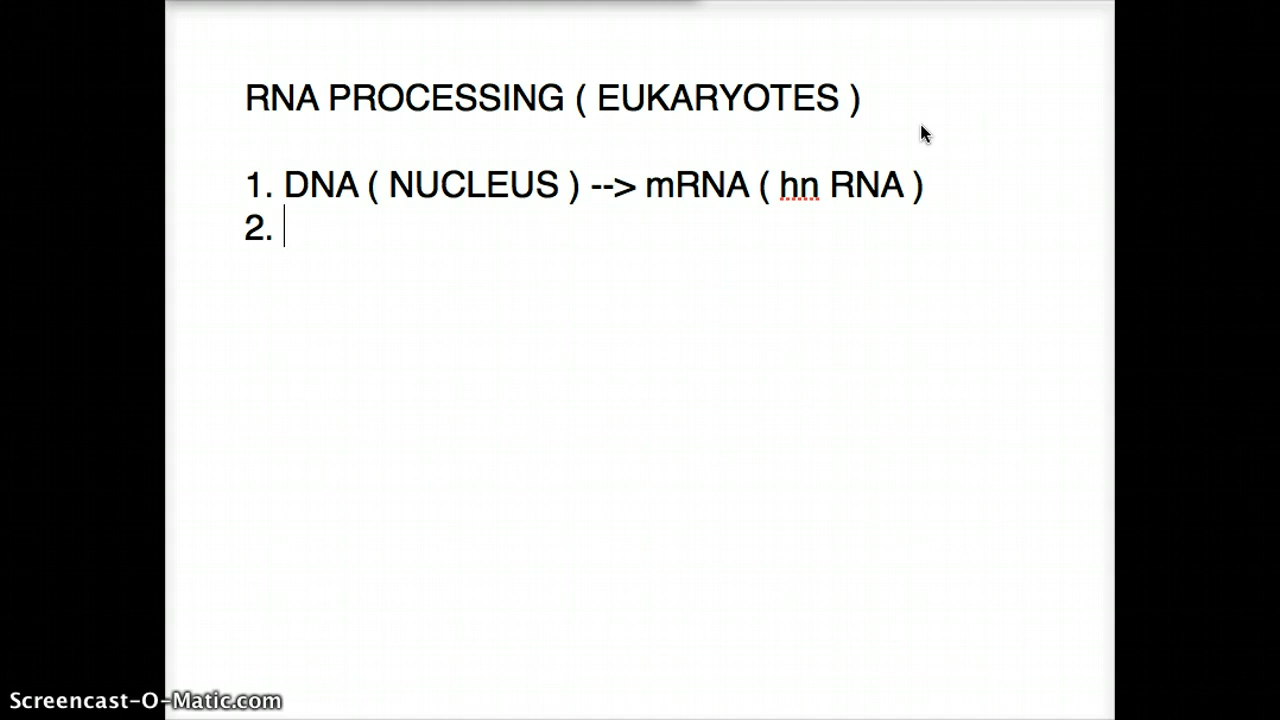 RNA PROCESSING ( EUKARYOTES )
1. DNA ( NUCLEUS ) --> mRNA ( hn RNA )
2.
Screencast-O-Matic.com